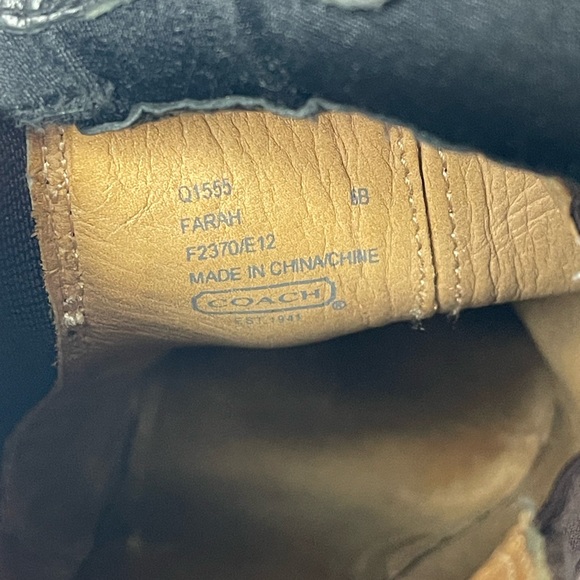 Q1555 6B
FARAH
F2370/E12
MADE IN CHINA/CHINE
COACH®
EST. 1941